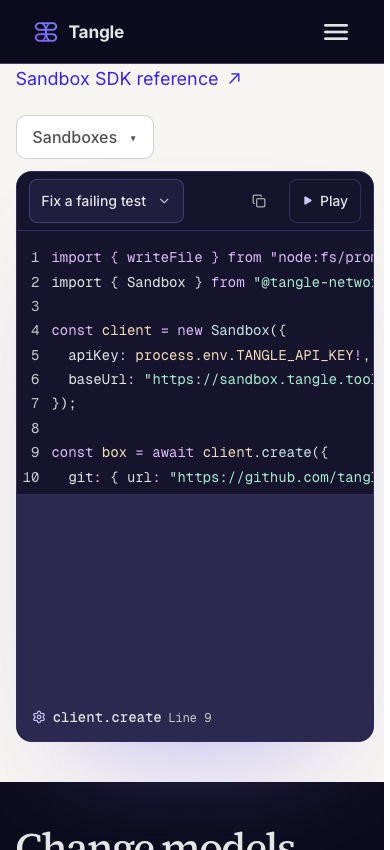 Tangle
Sandbox SDK reference ↗
Sandboxes ▾
Fix a failing test
Play
1 import { writeFile } from "node:fs/prom
2 import { Sandbox } from "@tangle-networ
3
4 const client = new Sandbox({
5 apiKey: process.env.TANGLE_API_KEY!,
6 baseUrl: "https://sandbox.tangle.tool
7 });
8
9 const box = await client.create({
10 git: { url: "https://github.com/tangl
client.create Line 9
Change models